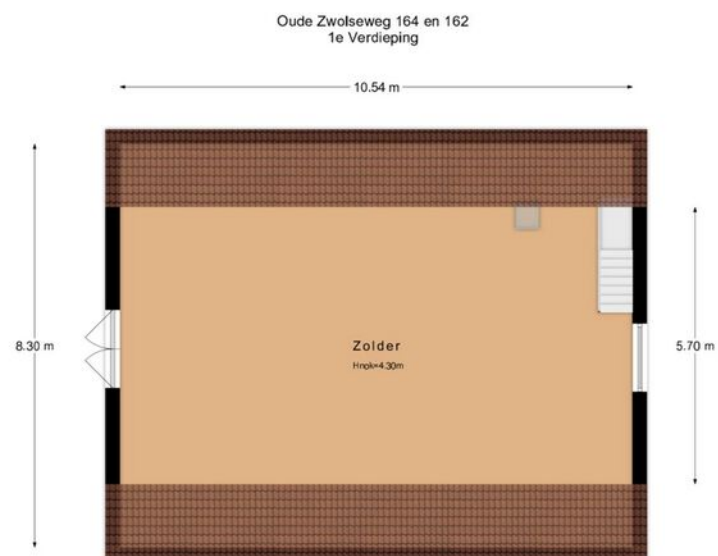 Oude Zwolseweg 164 en 162
1e Verdieping
10.54 m
8.30 m
Zolder
Hnok=4.30m
5.70 m